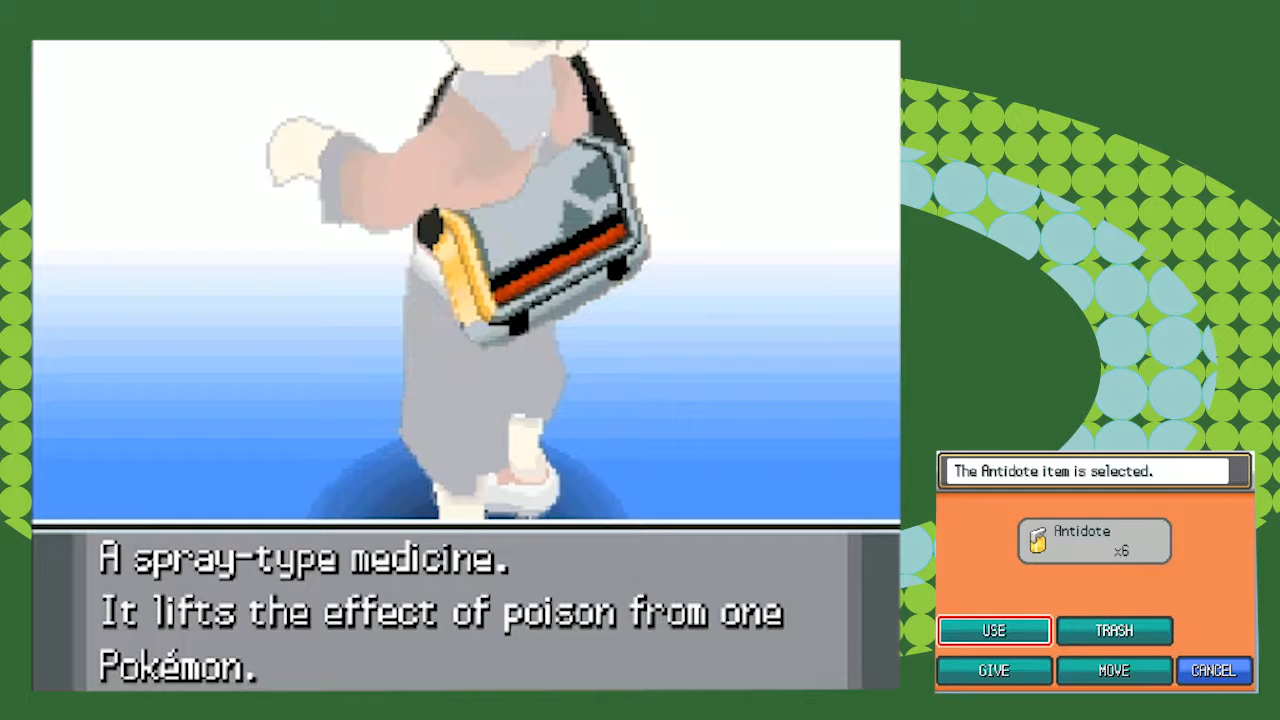 A spray-type medicine.
It lifts the effect of poison from one
Pokémon.
The Antidote item is selected.
Antidote
x6
USE
TRASH
GIVE
MOVE
CANCEL